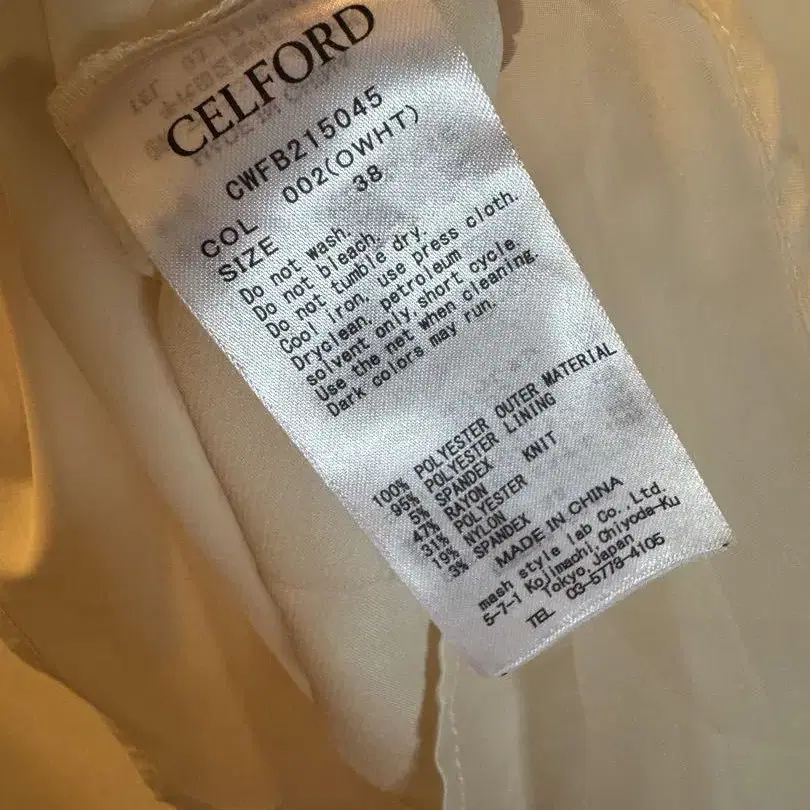 CELFORD
CWFB215045
COL 002(OWHT)
SIZE 38
Do not wash.
Do not bleach.
Do not tumble dry.
Cool iron, use press cloth.
Dryclean, petroleum
solvent only, short cycle.
Use the net when cleaning.
Dark colors may run.
100% POLYESTER OUTER MATERIAL
95% POLYESTER LINING
5% SPANDEX
47% RAYON KNIT
31% POLYESTER
19% NYLON
3% SPANDEX
MADE IN CHINA
mash style lab Co., Ltd.
5-7-1 Kojimachi, Chiyoda-Ku
Tokyo, Japan
TEL 03-5778-4105